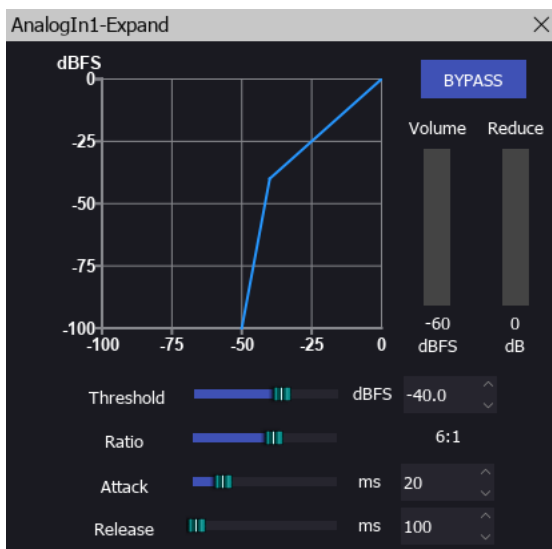 AnalogIn1-Expand
dBFS
BYPASS
Volume Reduce
0
-25
-50
-75
-100
-100 -75 -50 -25 0
-60 0
dBFS dB
Threshold dBFS -40.0
Ratio 6:1
Attack ms 20
Release ms 100